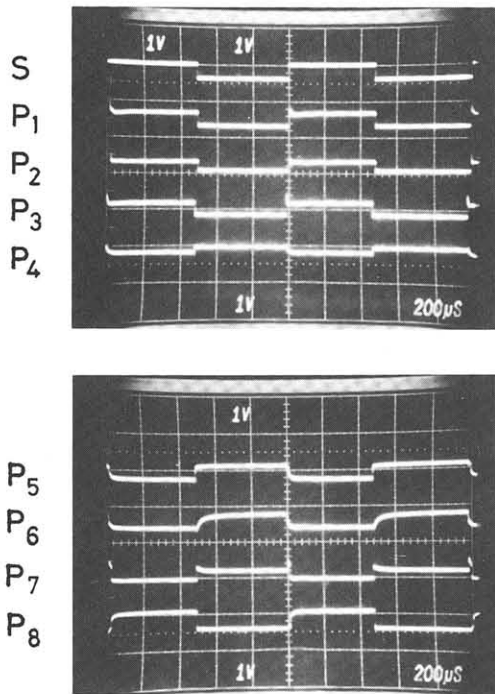 1V 1V
S
P₁
P₂
P₃
P₄
1V 200µS
1V
P₅
P₆
P₇
P₈
1V 200µS